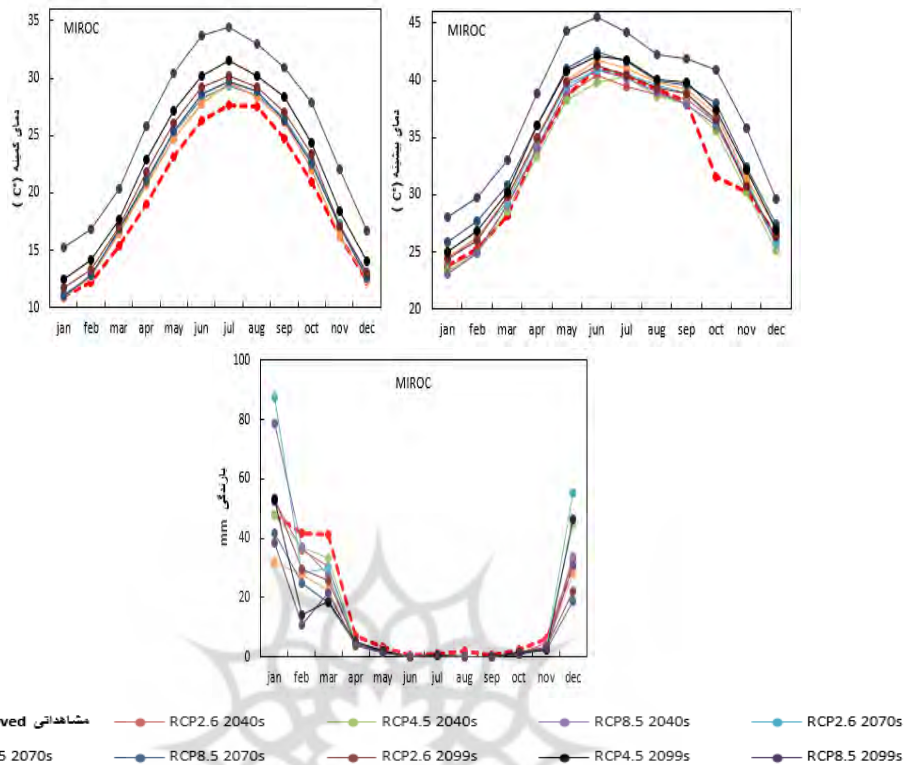 MIROC
دمای کمینه (C°)
35
30
25
20
15
10
jan feb mar apr may jun jul aug sep oct nov dec
MIROC
دمای بیشینه (C°)
45
40
35
30
25
20
jan feb mar apr may jun jul aug sep oct nov dec
MIROC
بارندگی mm
100
80
60
40
20
0
jan feb mar apr may jun jul aug sep oct nov dec
ved مشاهداتی RCP2.6 2040s RCP4.5 2040s RCP8.5 2040s RCP2.6 2070s
5 2070s RCP8.5 2070s RCP2.6 2099s RCP4.5 2099s RCP8.5 2099s